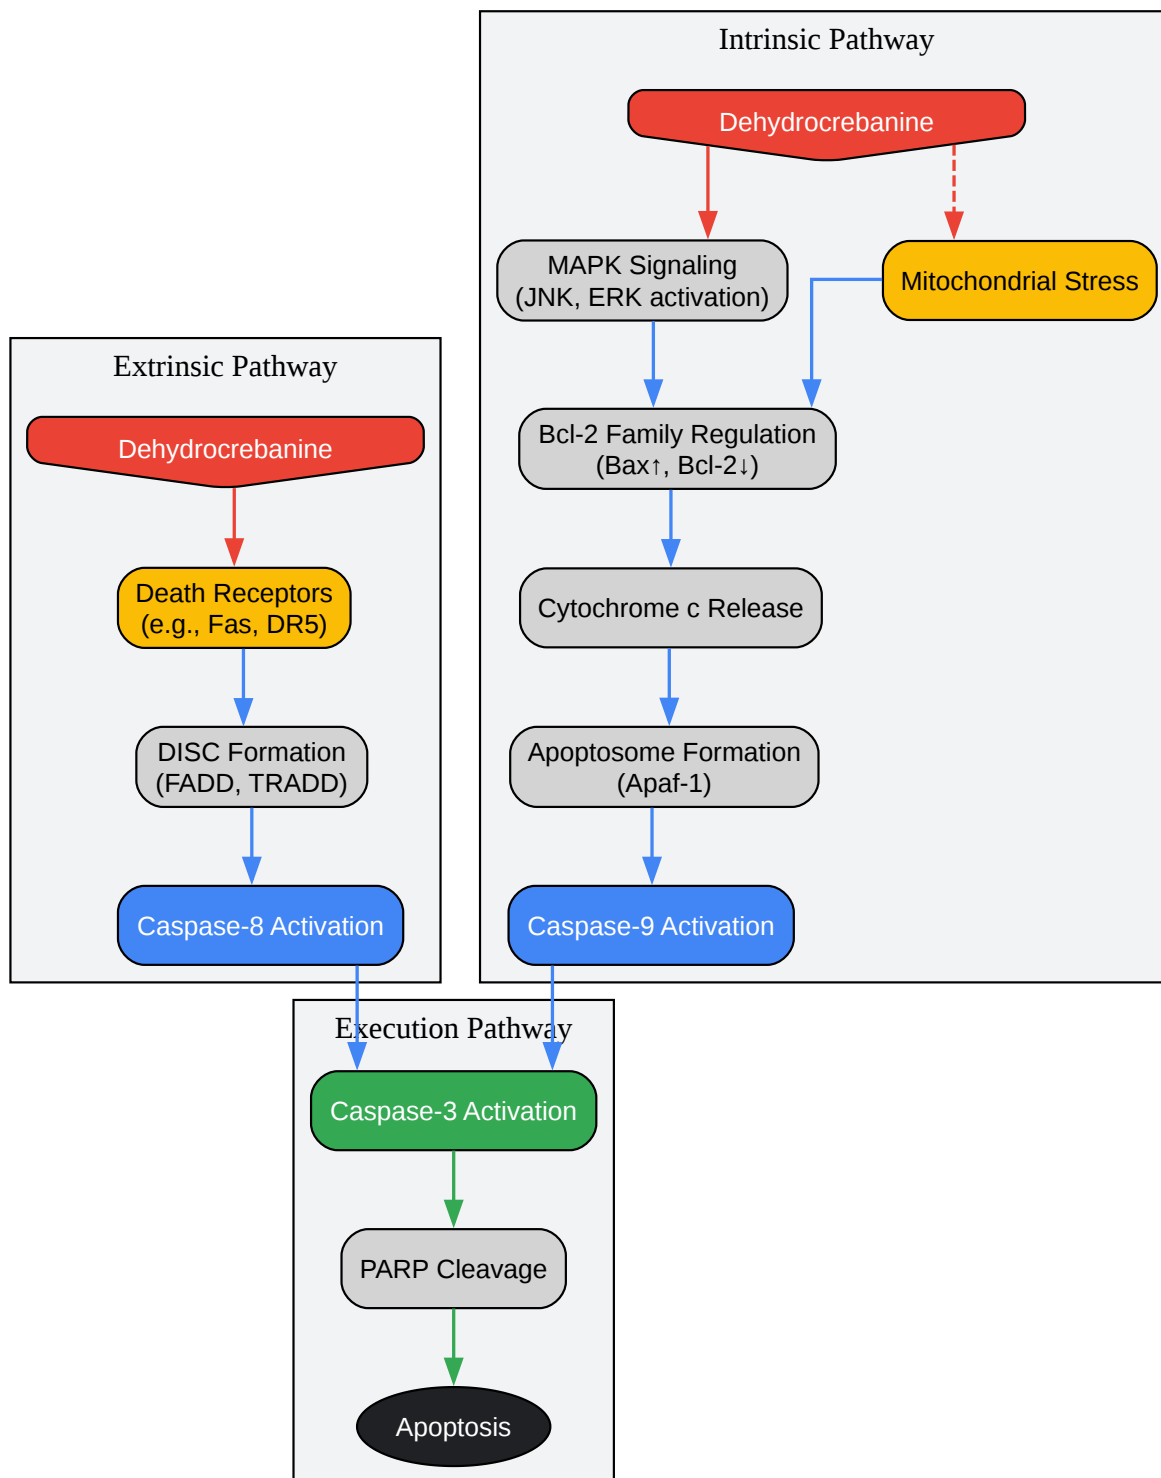 Intrinsic Pathway
Dehydrocrebanine
MAPK Signaling
(JNK, ERK activation)
Mitochondrial Stress
Bcl-2 Family Regulation
(Bax↑, Bcl-2↓)
Cytochrome c Release
Apoptosome Formation
(Apaf-1)
Caspase-9 Activation
Extrinsic Pathway
Dehydrocrebanine
Death Receptors
(e.g., Fas, DR5)
DISC Formation
(FADD, TRADD)
Caspase-8 Activation
Execution Pathway
Caspase-3 Activation
PARP Cleavage
Apoptosis